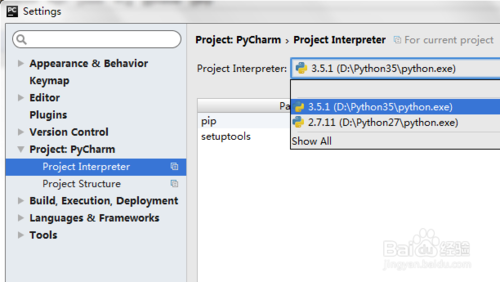 Settings
Appearance & Behavior
Keymap
Editor
Plugins
Version Control
Project: PyCharm
Project Interpreter
Project Structure
Build, Execution, Deployment
Languages & Frameworks
Tools
Project: PyCharm › Project Interpreter For current project
Project Interpreter: 3.5.1 (D:\Python35\python.exe)
3.5.1 (D:\Python35\python.exe)
2.7.11 (D:\Python27\python.exe)
Show All
Pa
pip
setuptools
Baidu 经验
jingyan.baidu.com